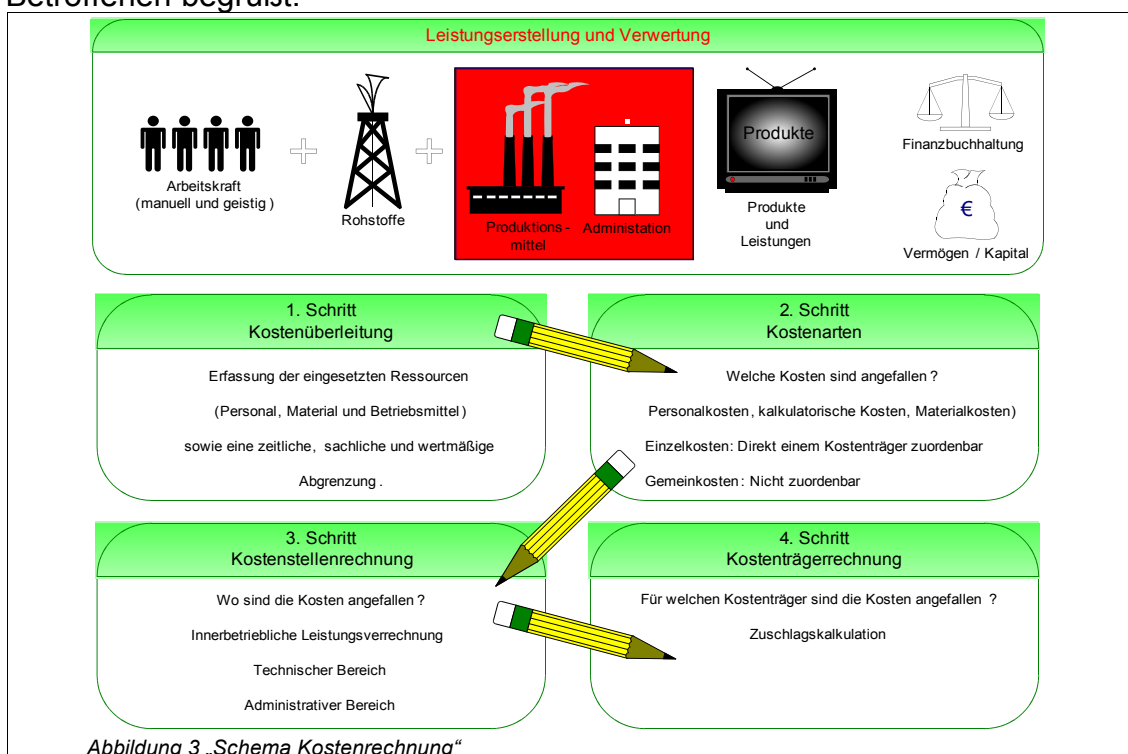 Betroffenen begrüßt.
Leistungserstellung und Verwertung
Arbeitskraft
(manuell und geistig )
Rohstoffe
Produktions -
mittel
Administation
Produkte
Produkte
und
Leistungen
Finanzbuchhaltung
€
Vermögen / Kapital
1. Schritt
Kostenüberleitung
Erfassung der eingesetzten Ressourcen
(Personal, Material und Betriebsmittel )
sowie eine zeitliche, sachliche und wertmäßige
Abgrenzung .
2. Schritt
Kostenarten
Welche Kosten sind angefallen ?
Personalkosten , kalkulatorische Kosten, Materialkosten)
Einzelkosten: Direkt einem Kostenträger zuordenbar
Gemeinkosten : Nicht zuordenbar
3. Schritt
Kostenstellenrechnung
Wo sind die Kosten angefallen ?
Innerbetriebliche Leistungsverrechnung
Technischer Bereich
Administrativer Bereich
4. Schritt
Kostenträgerrechnung
Für welchen Kostenträger sind die Kosten angefallen ?
Zuschlagskalkulation
Abbildung 3 „Schema Kostenrechnung“